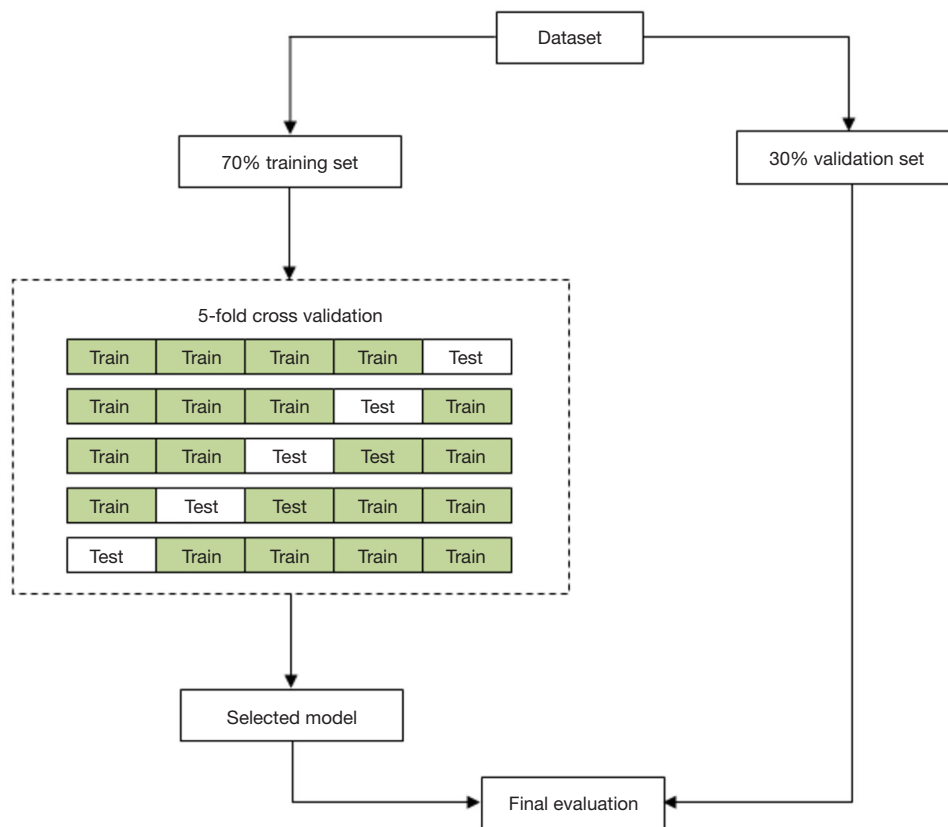 Dataset
70% training set
30% validation set
5-fold cross validation
Train Train Train Train Test
Train Train Train Test Train
Train Train Test Test Train
Train Test Test Train Train
Test Train Train Train Train
Selected model
Final evaluation